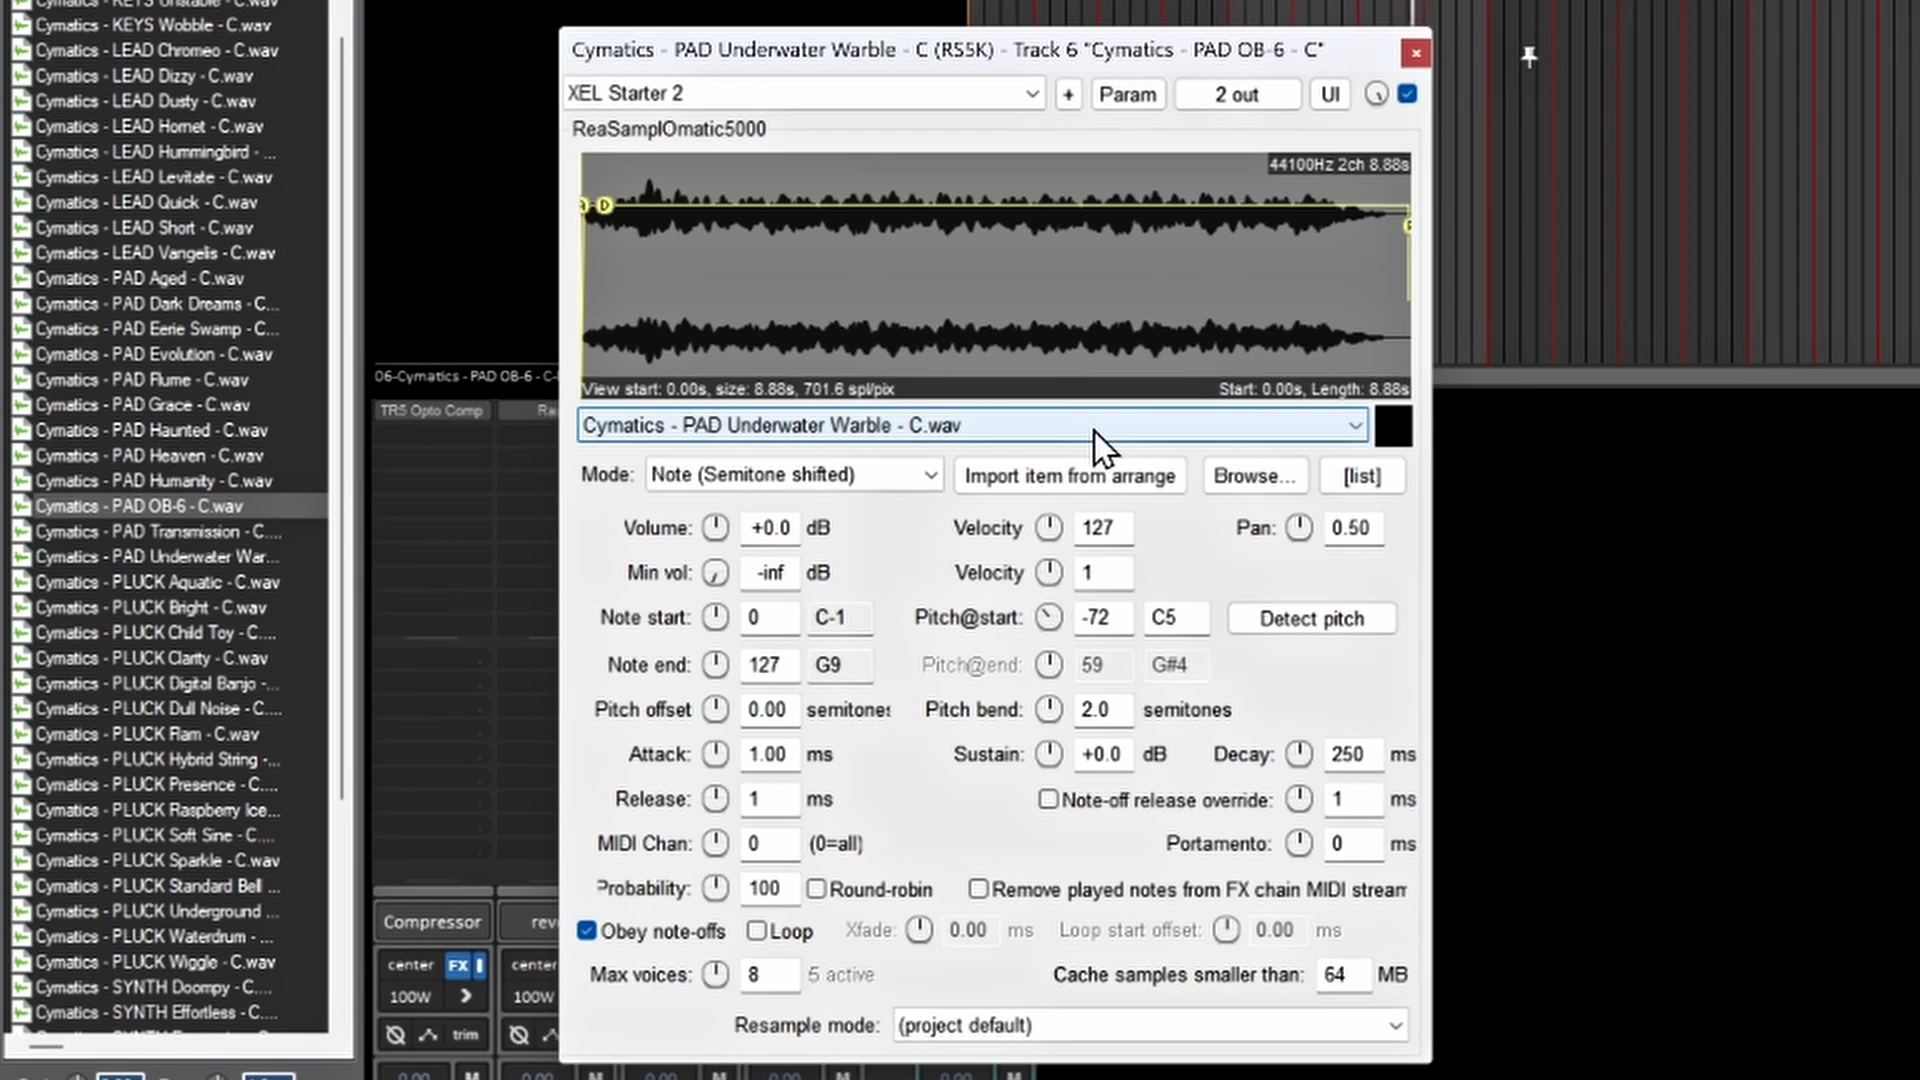 Cymatics - KEYS Unstable - C.wav
Cymatics - KEYS Wobble - C.wav
Cymatics - LEAD Chromeo - C.wav
Cymatics - LEAD Dizzy - C.wav
Cymatics - LEAD Dusty - C.wav
Cymatics - LEAD Hornet - C.wav
Cymatics - LEAD Hummingbird - ...
Cymatics - LEAD Levitate - C.wav
Cymatics - LEAD Quick - C.wav
Cymatics - LEAD Short - C.wav
Cymatics - LEAD Vangelis - C.wav
Cymatics - PAD Aged - C.wav
Cymatics - PAD Dark Dreams - C...
Cymatics - PAD Eerie Swamp - C...
Cymatics - PAD Evolution - C.wav
Cymatics - PAD Flume - C.wav
Cymatics - PAD Grace - C.wav
Cymatics - PAD Haunted - C.wav
Cymatics - PAD Heaven - C.wav
Cymatics - PAD Humanity - C.wav
Cymatics - PAD OB-6 - C.wav
Cymatics - PAD Transmission - C....
Cymatics - PAD Underwater War...
Cymatics - PLUCK Aquatic - C.wav
Cymatics - PLUCK Bright - C.wav
Cymatics - PLUCK Child Toy - C....
Cymatics - PLUCK Clarity - C.wav
Cymatics - PLUCK Digital Banjo -...
Cymatics - PLUCK Dull Noise - C....
Cymatics - PLUCK Flam - C.wav
Cymatics - PLUCK Hybrid String -...
Cymatics - PLUCK Presence - C....
Cymatics - PLUCK Raspberry Ice...
Cymatics - PLUCK Soft Sine - C....
Cymatics - PLUCK Sparkle - C.wav
Cymatics - PLUCK Standard Bell ...
Cymatics - PLUCK Underground ...
Cymatics - PLUCK Waterdrum - ...
Cymatics - PLUCK Wiggle - C.wav
Cymatics - SYNTH Doompy - C....
Cymatics - SYNTH Effortless - C....
06-Cymatics - PAD OB-6 - C-
TR5 Opto Comp
Compressor
center FX center
100W 100W
trim
Cymatics - PAD Underwater Warble - C (RS5K) - Track 6 "Cymatics - PAD OB-6 - C"
XEL Starter 2 + Param 2 out UI
ReaSamplOmatic5000
44100Hz 2ch 8.88s
D
View start: 0.00s, size: 8.88s, 701.6 spl/pix Start: 0.00s, Length: 8.88s
Cymatics - PAD Underwater Warble - C.wav
Mode: Note (Semitone shifted) Import item from arrange Browse... [list]
Volume: +0.0 dB Velocity 127 Pan: 0.50
Min vol: -inf dB Velocity 1
Note start: 0 C-1 Pitch@start: -72 C5 Detect pitch
Note end: 127 G9 Pitch@end: 59 G#4
Pitch offset 0.00 semitones Pitch bend: 2.0 semitones
Attack: 1.00 ms Sustain: +0.0 dB Decay: 250 ms
Release: 1 ms Note-off release override: 1 ms
MIDI Chan: 0 (0=all) Portamento: 0 ms
Probability: 100 Round-robin Remove played notes from FX chain MIDI stream
Obey note-offs Loop Xfade: 0.00 ms Loop start offset: 0.00 ms
Max voices: 8 5 active Cache samples smaller than: 64 MB
Resample mode: (project default)